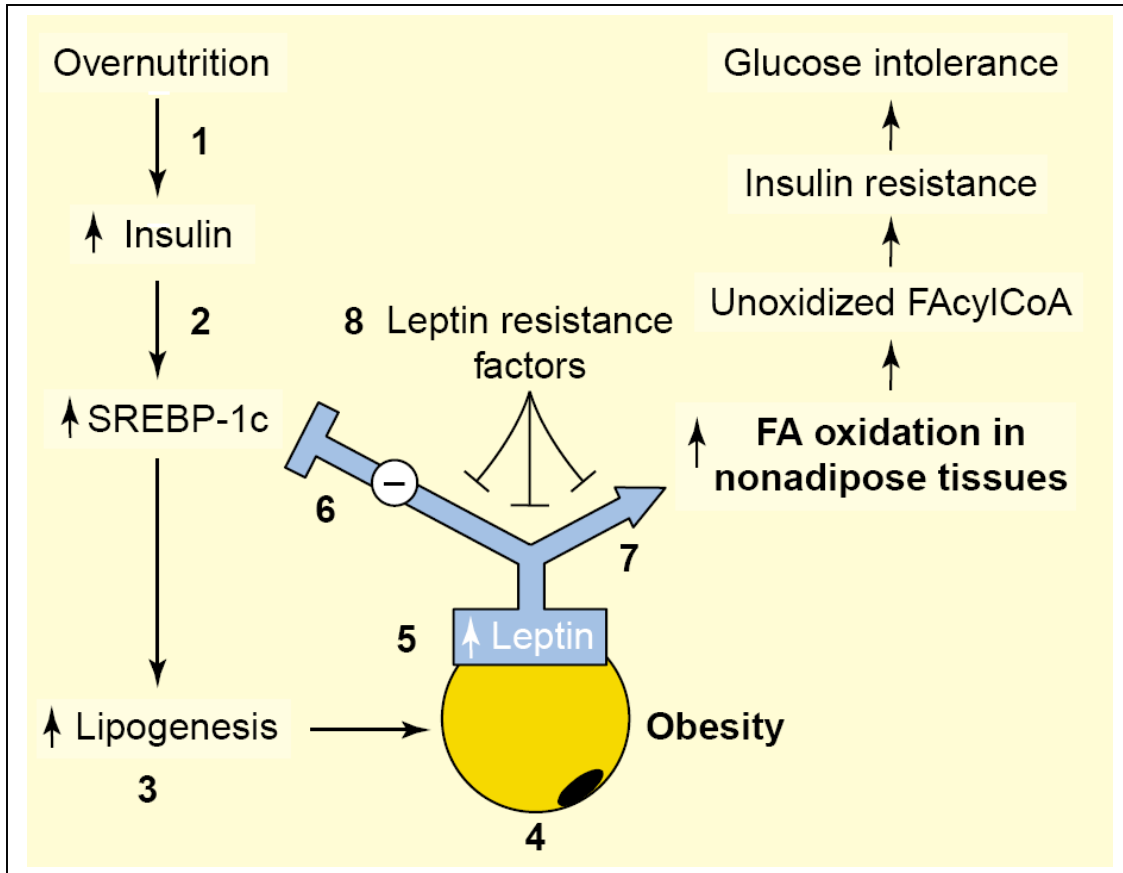 Overnutrition
1
↑ Insulin
2
↑ SREBP-1c
↑ Lipogenesis
3
8 Leptin resistance
factors
6
−
7
5
↑ Leptin
Obesity
4
Glucose intolerance
Insulin resistance
Unoxidized FAcylCoA
↑ FA oxidation in
nonadipose tissues